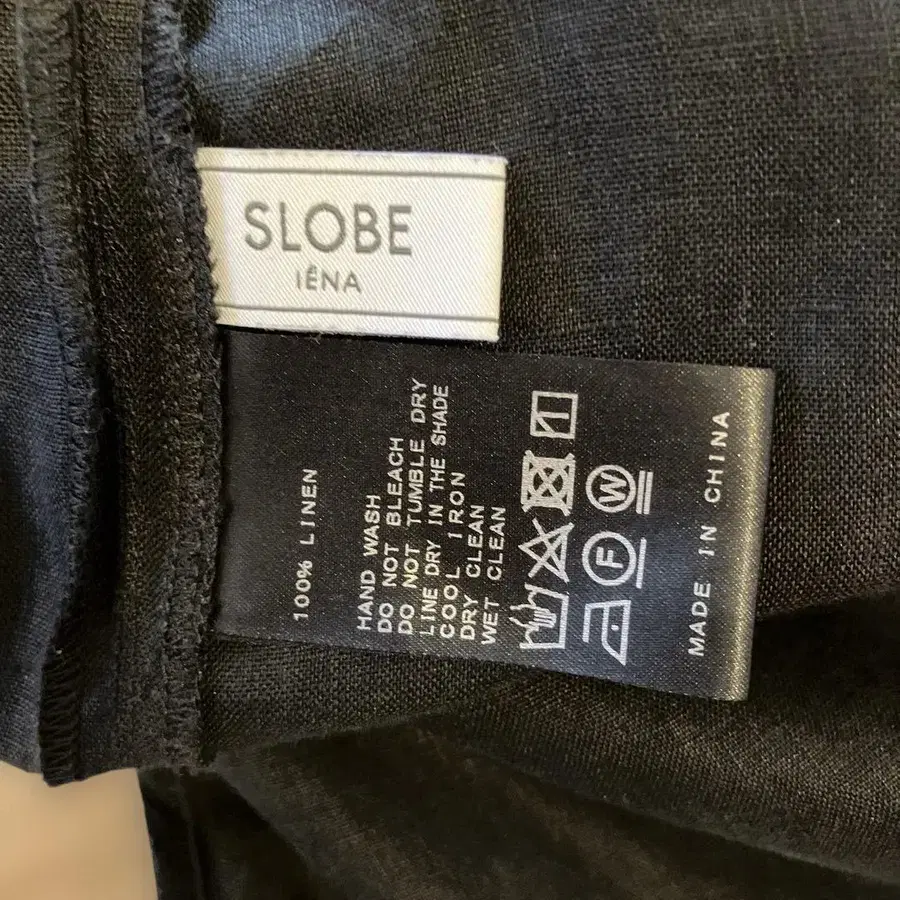 SLOBE
IÉNA
100% LINEN
HAND WASH
DO NOT BLEACH
DO NOT TUMBLE DRY
LINE DRY IN THE SHADE
COOL IRON
DRY CLEAN
WET CLEAN
F
W
MADE IN CHINA